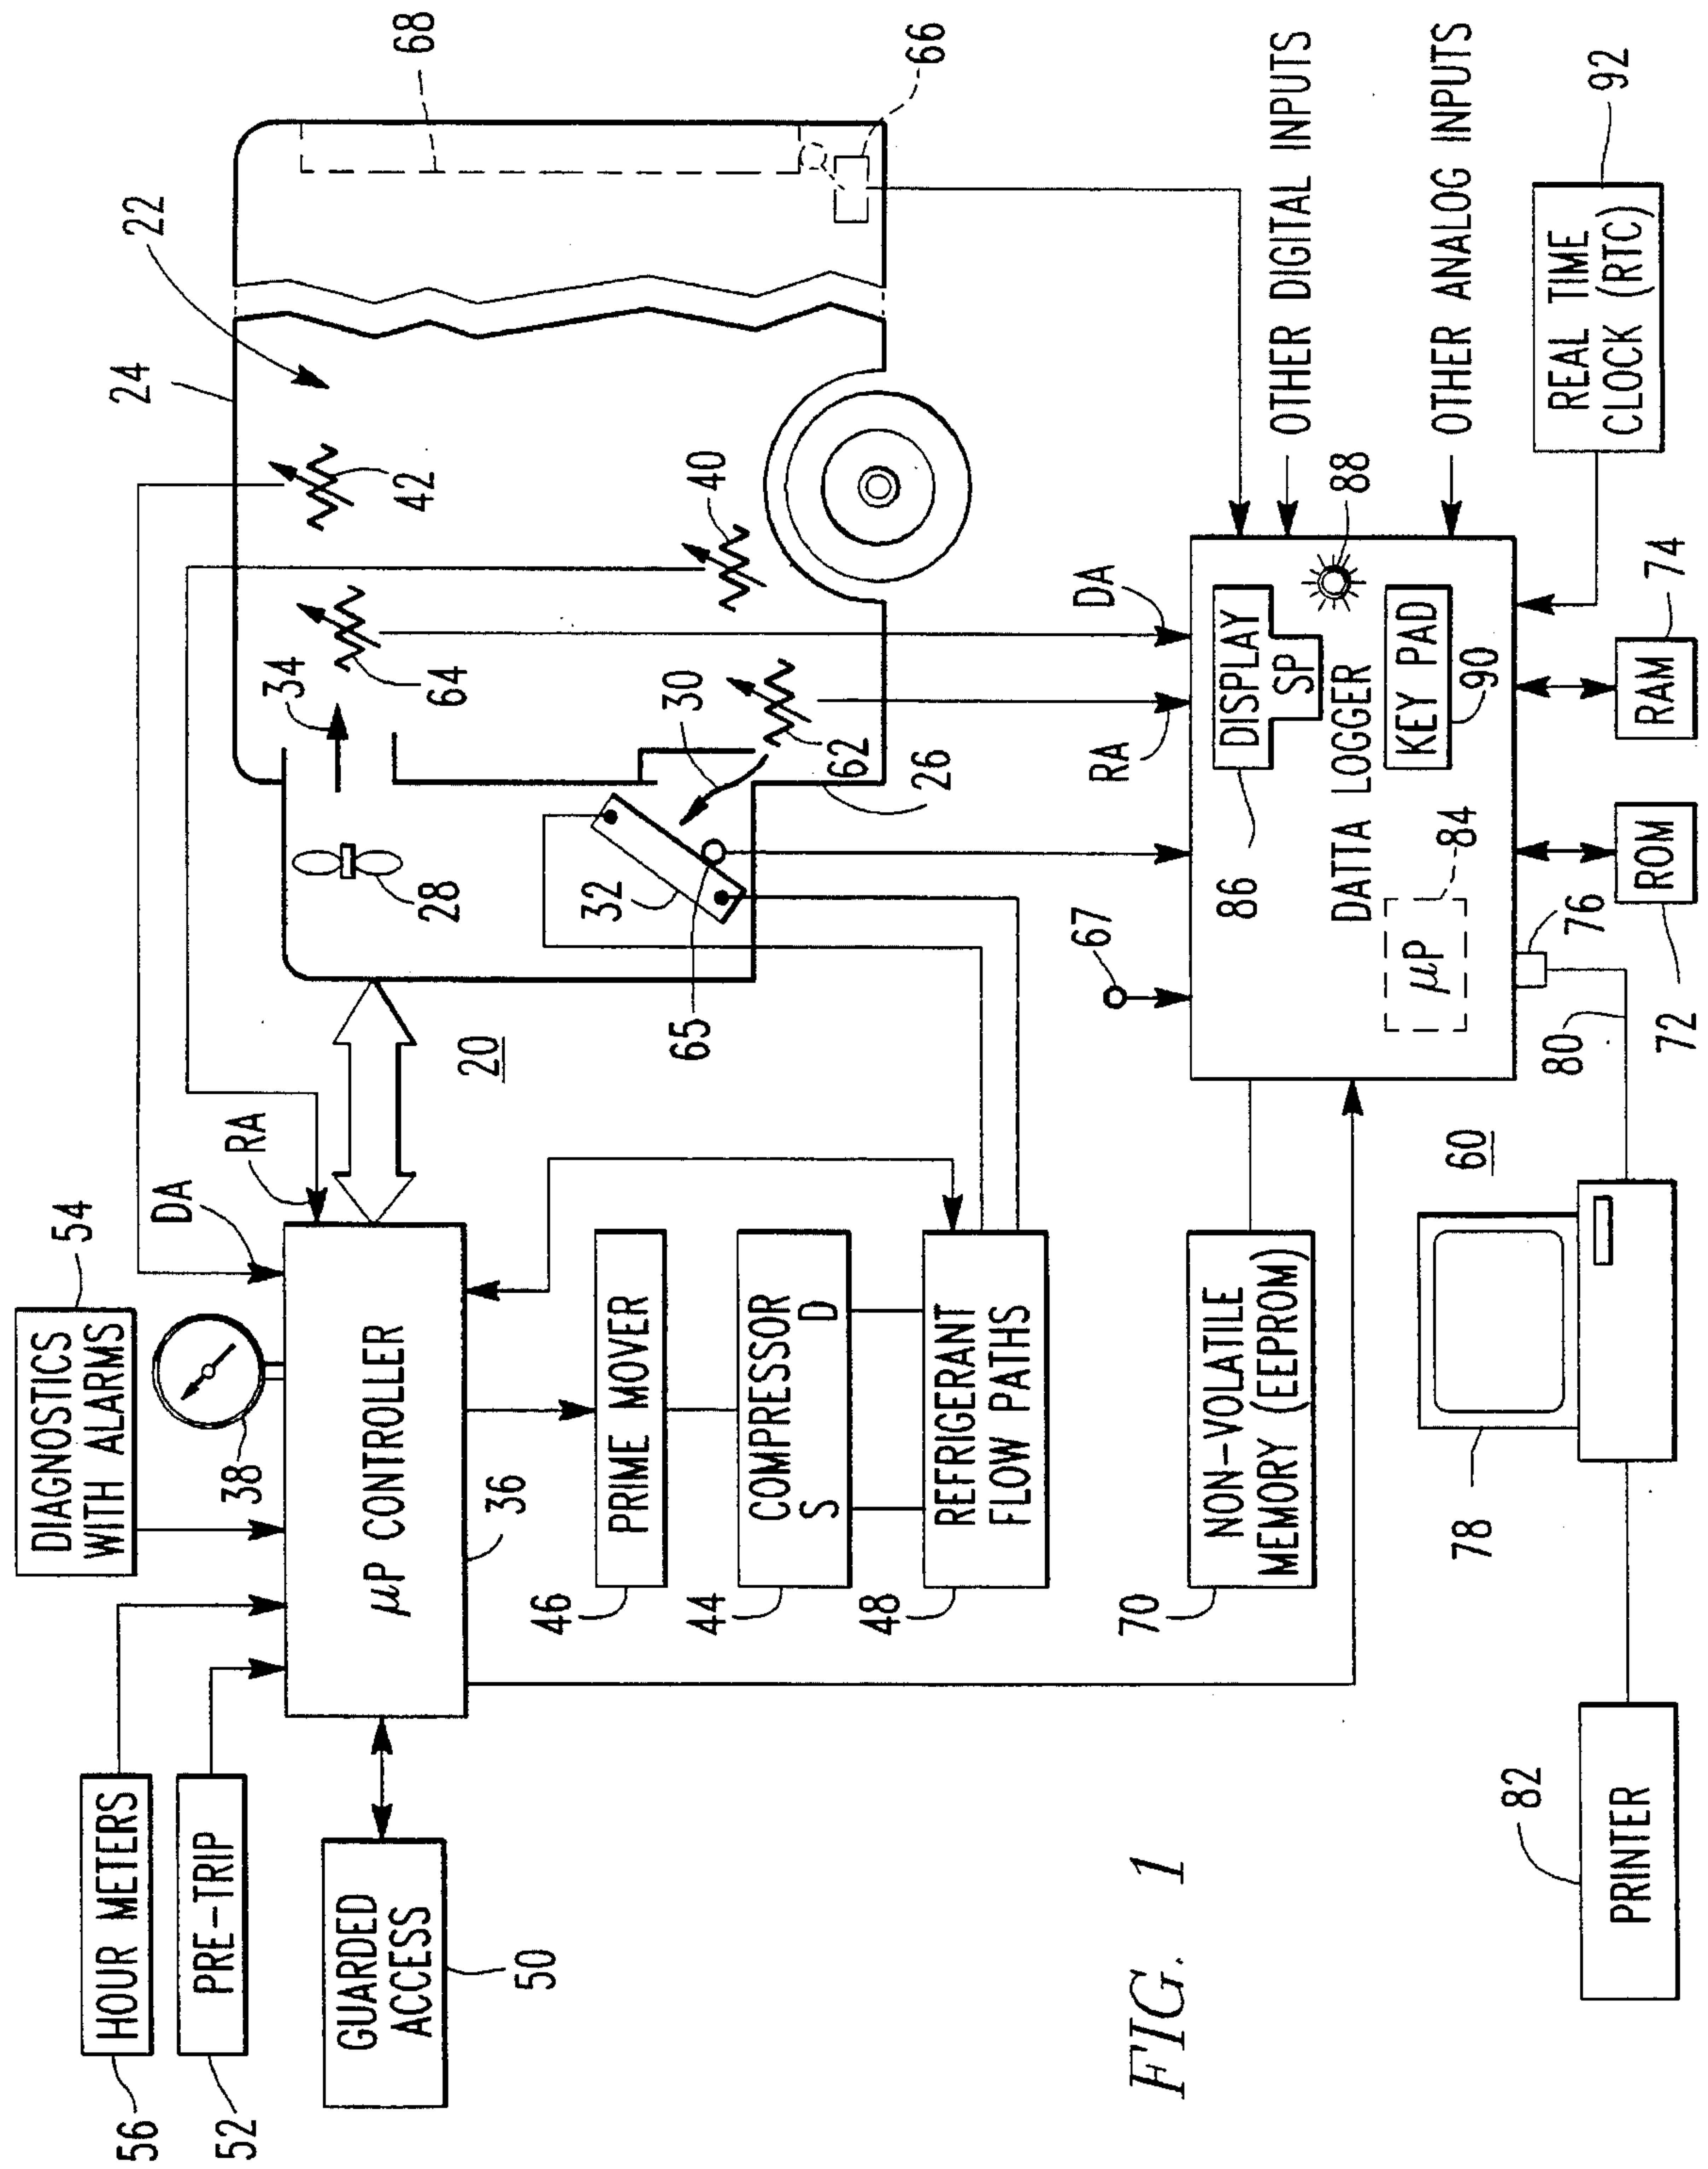 56
HOUR METERS
52
PRE-TRIP
GUARDED
ACCESS
50
54
DIAGNOSTICS
WITH ALARMS
38
DA
RA
µP CONTROLLER
36
46
PRIME MOVER
44
COMPRESSOR
S D
48
REFRIGERANT
FLOW PATHS
20
22
24
42
34
64
40
28
30
32
62
26
65
68
66
67
DA
RA
OTHER DIGITAL INPUTS
OTHER ANALOG INPUTS
70
NON-VOLATILE
MEMORY (EEPROM)
86
DISPLAY
SP
88
DATTA LOGGER
µP
84
KEY PAD
90
REAL TIME
CLOCK (RTC)
92
76
80
72
ROM
RAM
74
60
78
82
PRINTER
FIG. 1